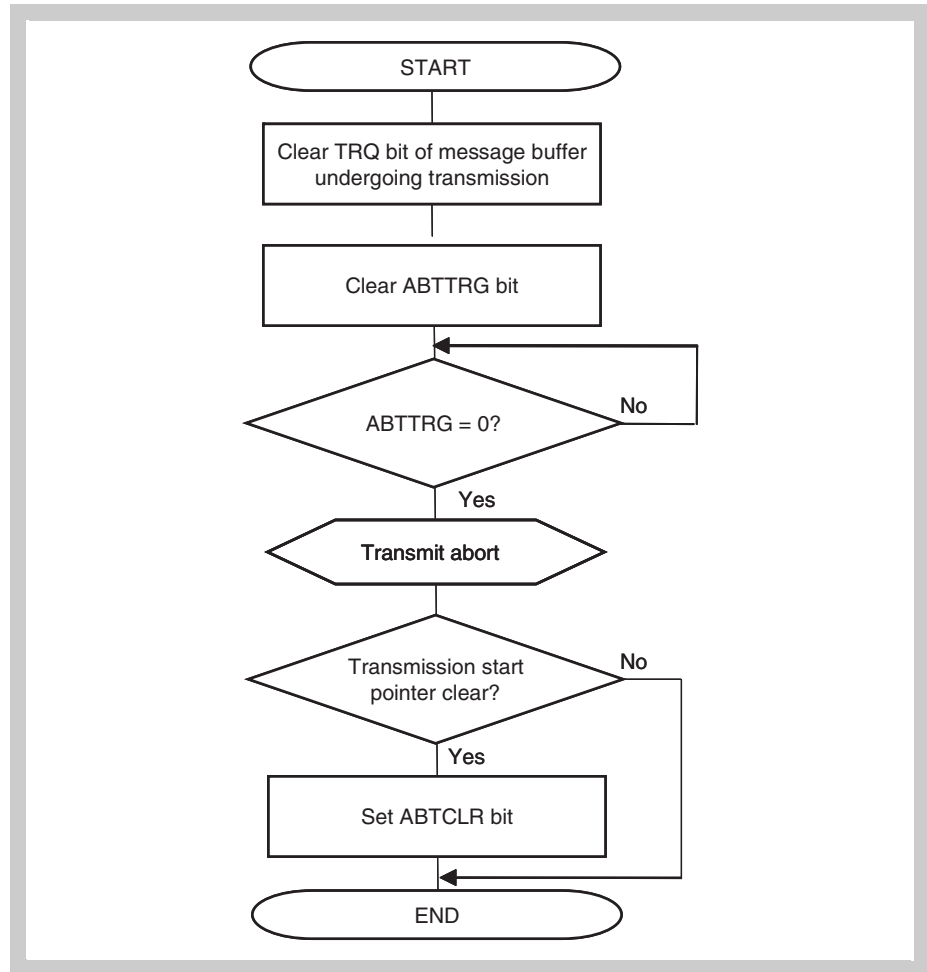 START
Clear TRQ bit of message buffer
undergoing transmission
Clear ABTTRG bit
ABTTRG = 0?
No
Yes
Transmit abort
Transmission start
pointer clear?
No
Yes
Set ABTCLR bit
END